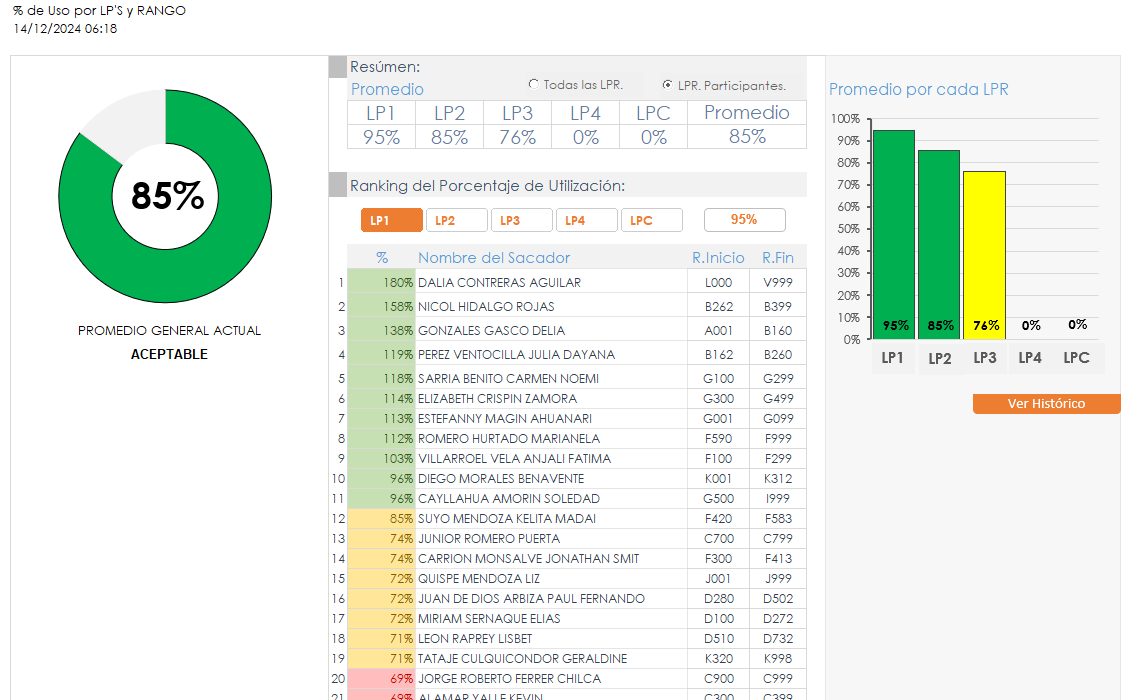 % de Uso por LP'S y RANGO
14/12/2024 06:18
85%
PROMEDIO GENERAL ACTUAL
ACEPTABLE
Resúmen:
Promedio
Todas las LPR.
LPR. Participantes.
LP1 LP2 LP3 LP4 LPC Promedio
95% 85% 76% 0% 0% 85%
Ranking del Porcentaje de Utilización:
LP1 LP2 LP3 LP4 LPC 95%
% Nombre del Sacador R.Inicio R.Fin
1 180% DALIA CONTRERAS AGUILAR L000 V999
2 158% NICOL HIDALGO ROJAS B262 B399
3 138% GONZALES GASCO DELIA A001 B160
4 119% PEREZ VENTOCILLA JULIA DAYANA B162 B260
5 118% SARRIA BENITO CARMEN NOEMI G100 G299
6 114% ELIZABETH CRISPIN ZAMORA G300 G499
7 113% ESTEFANNY MAGIN AHUANARI G001 G099
8 112% ROMERO HURTADO MARIANELA F590 F999
9 103% VILLARROEL VELA ANJALI FATIMA F100 F299
10 96% DIEGO MORALES BENAVENTE K001 K312
11 96% CAYLLAHUA AMORIN SOLEDAD G500 I999
12 85% SUYO MENDOZA KELITA MADAI F420 F583
13 74% JUNIOR ROMERO PUERTA C700 C799
14 74% CARRION MONSALVE JONATHAN SMIT F300 F413
15 72% QUISPE MENDOZA LIZ J001 J999
16 72% JUAN DE DIOS ARBIZA PAUL FERNANDO D280 D502
17 72% MIRIAM SERNAQUE ELIAS D100 D272
18 71% LEON RAPREY LISBET D510 D732
19 71% TATAJE CULQUICONDOR GERALDINE K320 K998
20 69% JORGE ROBERTO FERRER CHILCA C900 C999
21 69% ALAMAR YALLE KEVIN C300 C399
Promedio por cada LPR
100%
90%
80%
70%
60%
50%
40%
30%
20%
10%
0%
95% 85% 76% 0% 0%
LP1 LP2 LP3 LP4 LPC
Ver Histórico